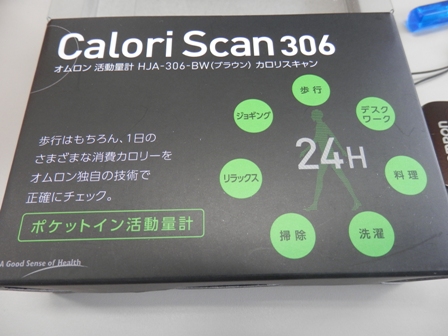 Calori Scan 306
オムロン 活動量計 HJA-306-BW(ブラウン) カロリスキャン
歩行
ジョギング
デスク
ワーク
24H
リラックス
料理
掃除
洗濯
歩行はもちろん、1日の
さまざまな消費カロリーを
オムロン独自の技術で
正確にチェック。
ポケットイン活動量計
A Good Sense of Health